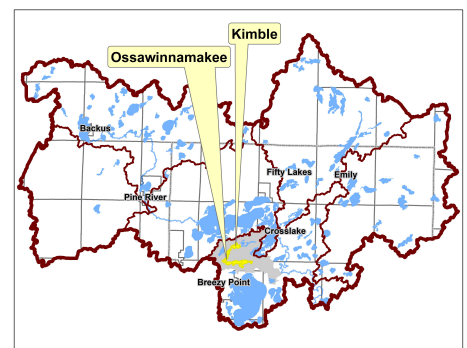 Kimble
Ossawinnamakee
Backus
Fifty Lakes
Emily
Pine River
Crosslake
Breezy Point